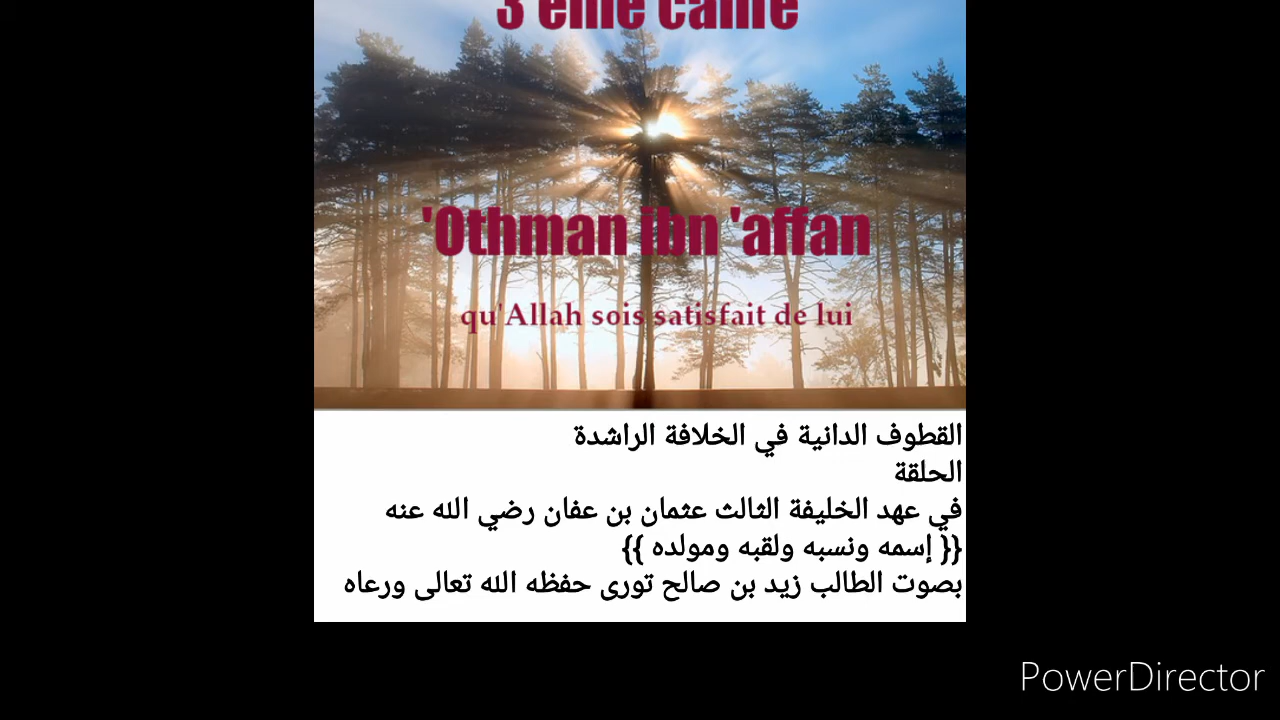 3 eme calife
'Othman ibn 'affan
qu'Allah sois satisfait de lui
القطوف الدانية في الخلافة الراشدة
الحلقة
في عهد الخليفة الثالث عثمان بن عفان رضي الله عنه
{{ إسمه ونسبه ولقبه ومولده }}
بصوت الطالب زيد بن صالح تورى حفظه الله تعالى ورعاه
PowerDirector